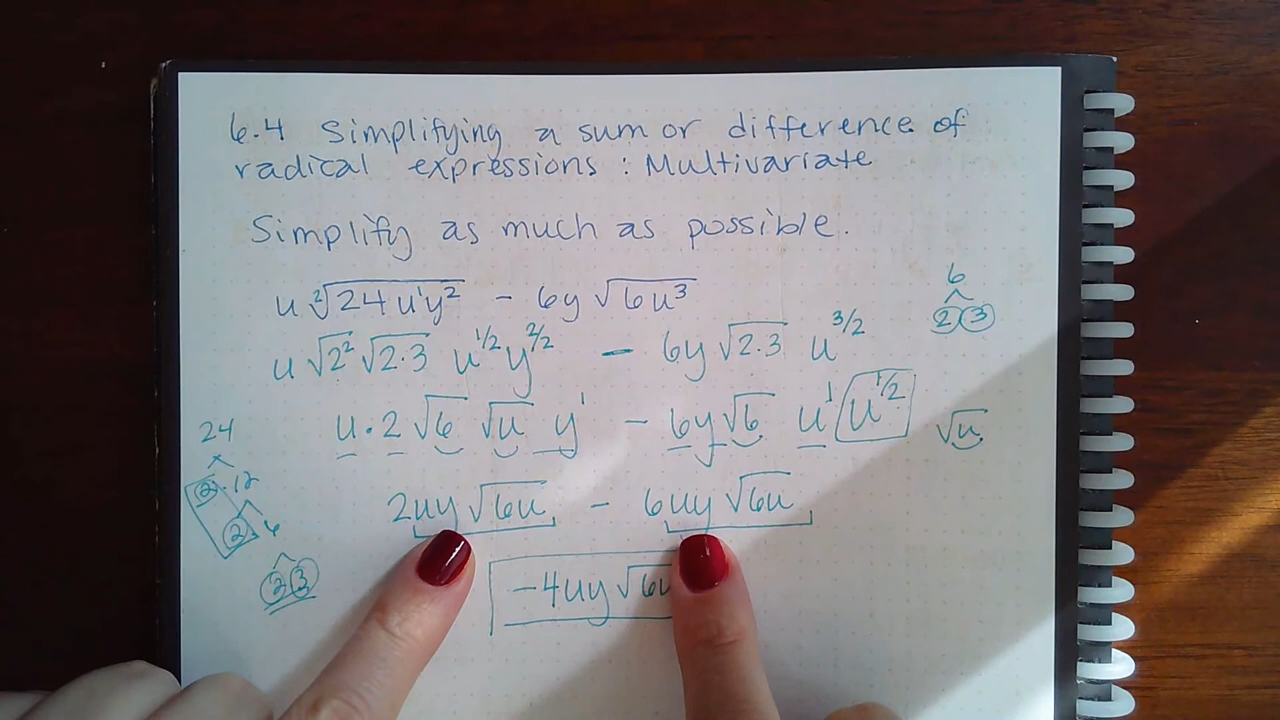 6.4 Simplifying a sum or difference of
radical expressions : Multivariate
Simplify as much as possible.
u ²√24u¹y² - 6y √6u³
6
2 3
u √2² √2·3 u^1/2 y^2/2 - 6y √2·3 u^3/2
u · 2 √6 √u y¹ - 6y √6 u¹ u^1/2 √u
24
2 · 12
2 6
2 3
2uy √6u - 6uy √6u
-4uy √6u